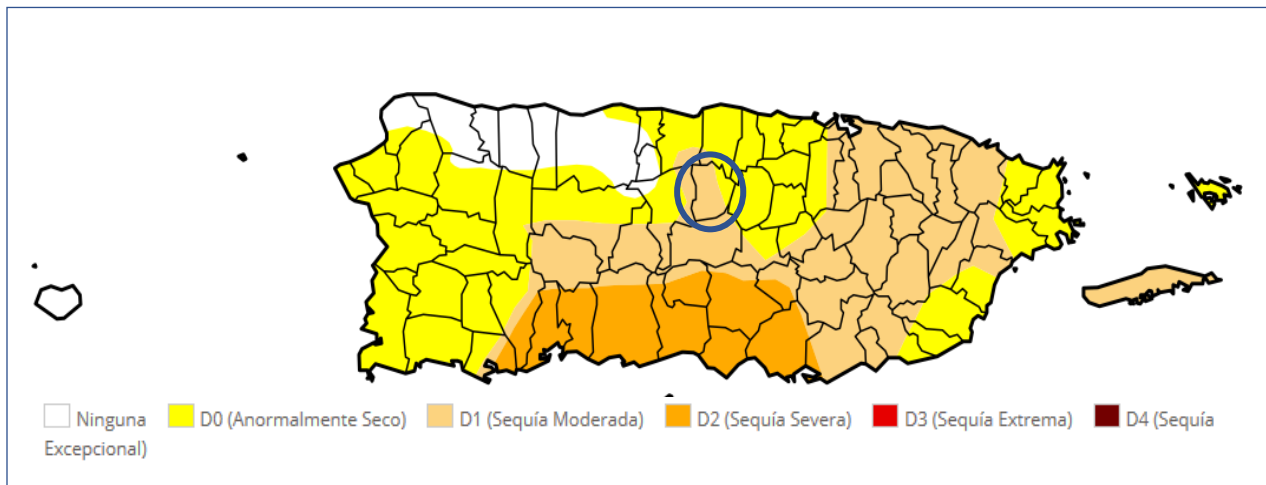 Ninguna D0 (Anormalmente Seco) D1 (Sequía Moderada) D2 (Sequía Severa) D3 (Sequía Extrema) D4 (Sequía
Excepcional)